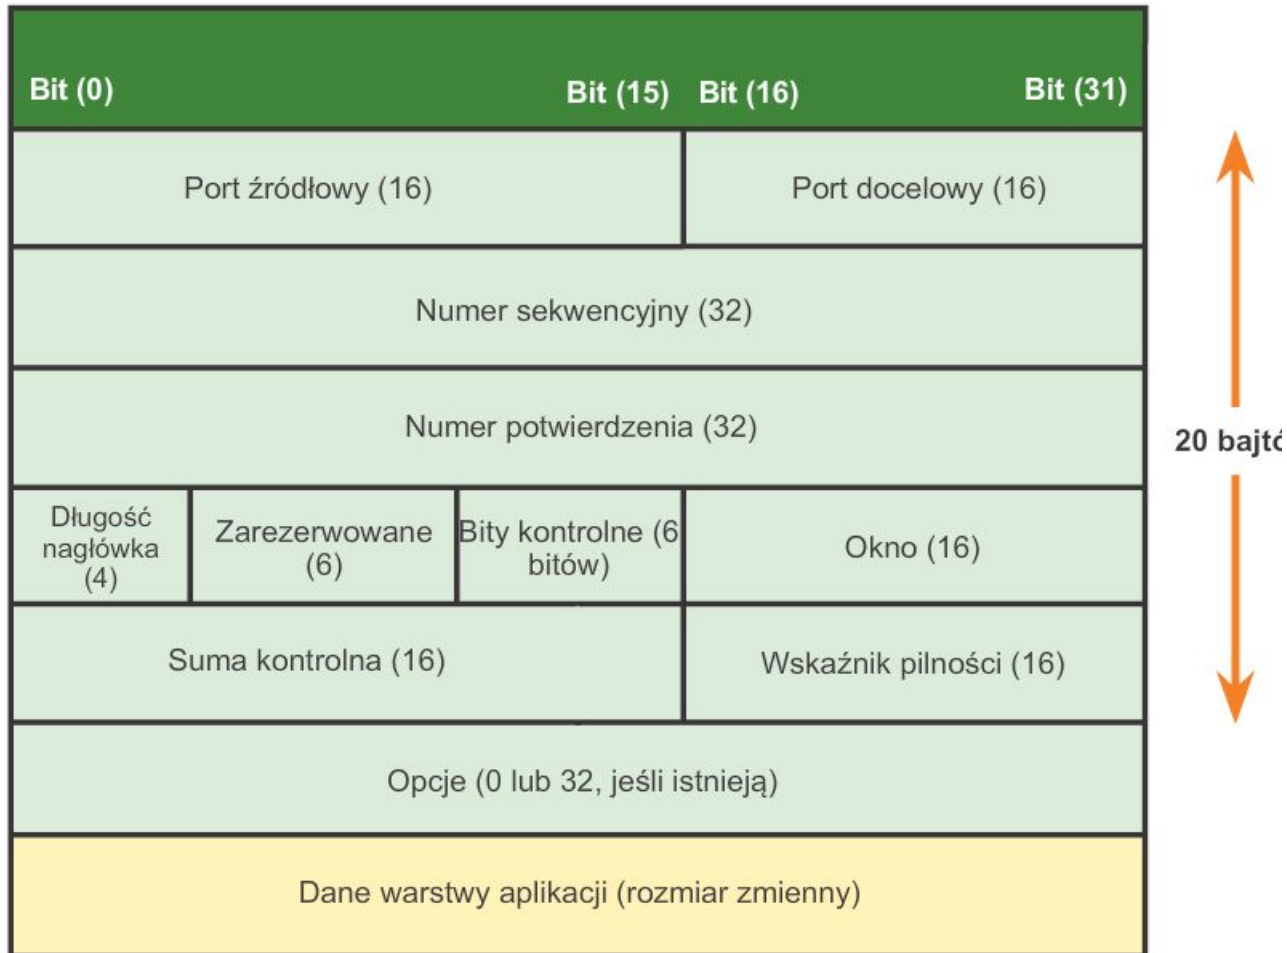 Bit (0) Bit (15) Bit (16) Bit (31)
Port źródłowy (16) Port docelowy (16)
Numer sekwencyjny (32)
Numer potwierdzenia (32)
20 bajtó
Długość
nagłówka
(4)
Zarezerwowane
(6)
Bity kontrolne (6
bitów)
Okno (16)
Suma kontrolna (16) Wskaźnik pilności (16)
Opcje (0 lub 32, jeśli istnieją)
Dane warstwy aplikacji (rozmiar zmienny)